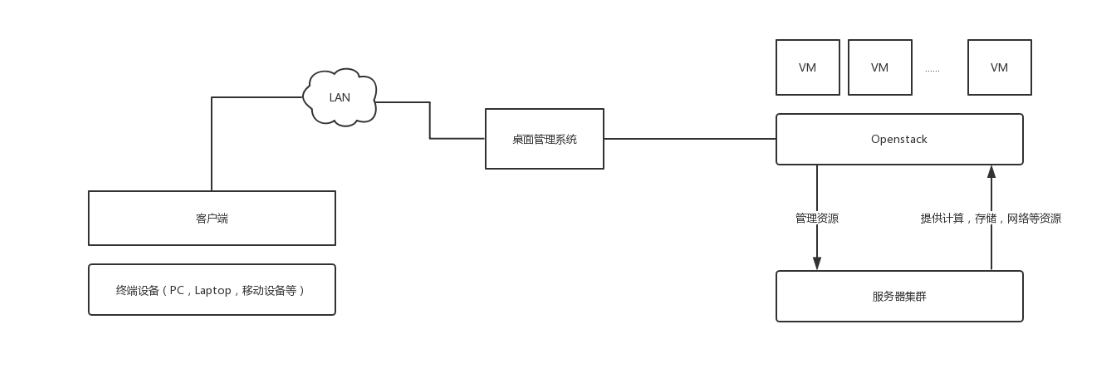 VM
VM
......
VM
LAN
桌面管理系统
Openstack
客户端
管理资源
提供计算，存储，网络等资源
终端设备（PC，Laptop，移动设备等）
服务器集群